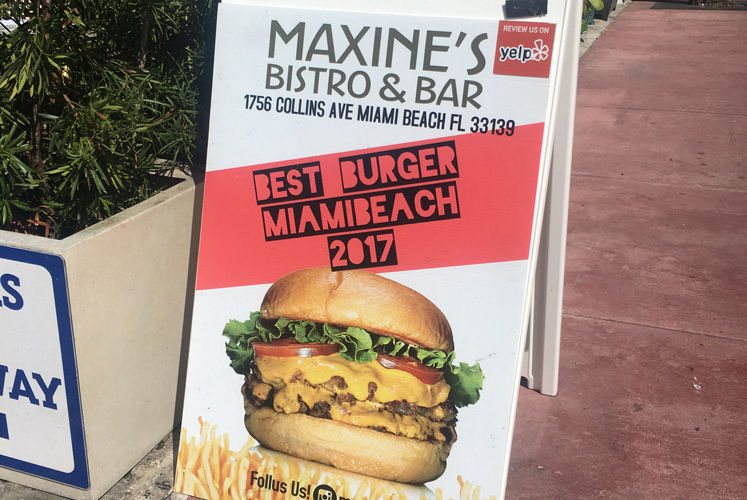 MAXINE'S
BISTRO & BAR
1756 COLLINS AVE MIAMI BEACH FL 33139
REVIEW US ON
yelp
BEST BURGER
MIAMIBEACH
2017
Follus Us!
WAY